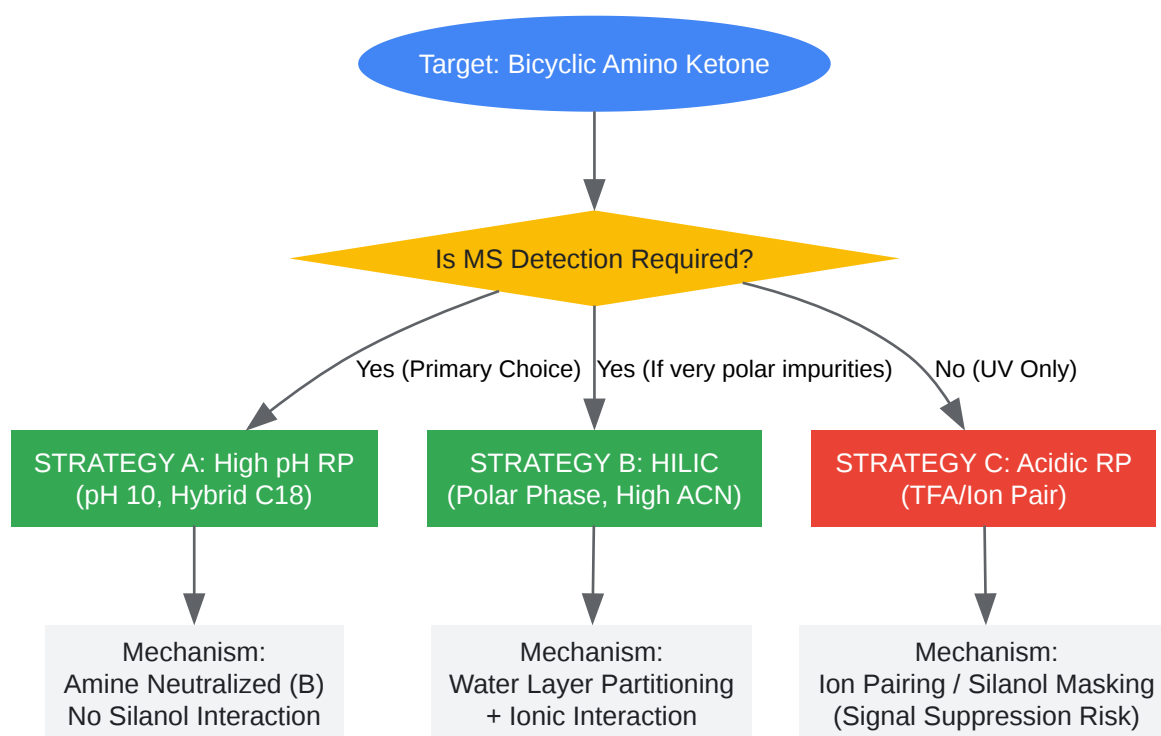 Target: Bicyclic Amino Ketone
Is MS Detection Required?
Yes (Primary Choice)
Yes (If very polar impurities)
No (UV Only)
STRATEGY A: High pH RP
(pH 10, Hybrid C18)
STRATEGY B: HILIC
(Polar Phase, High ACN)
STRATEGY C: Acidic RP
(TFA/Ion Pair)
Mechanism:
Amine Neutralized (B)
No Silanol Interaction
Mechanism:
Water Layer Partitioning
+ Ionic Interaction
Mechanism:
Ion Pairing / Silanol Masking
(Signal Suppression Risk)